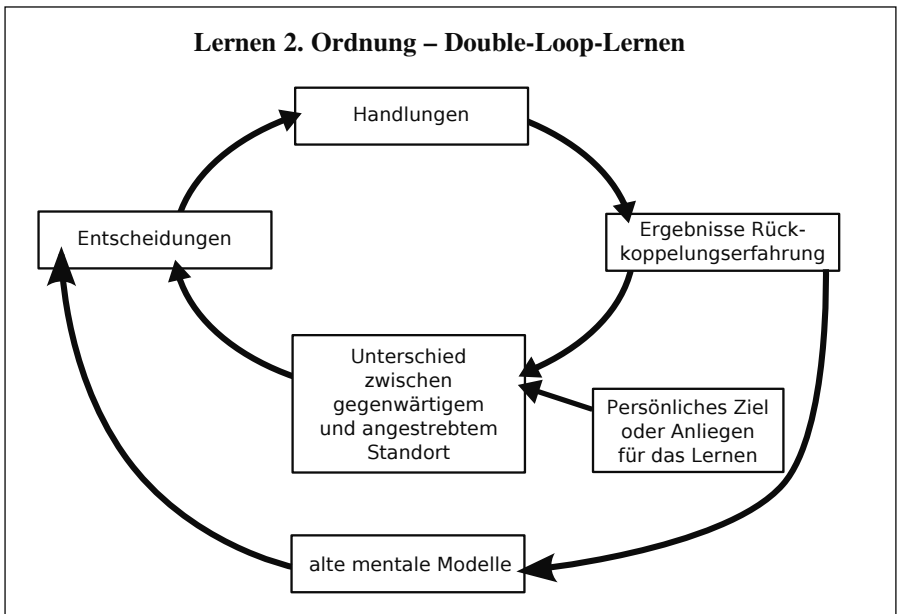 Lernen 2. Ordnung – Double-Loop-Lernen
Handlungen
Entscheidungen
Ergebnisse Rück-
koppelungserfahrung
Unterschied
zwischen
gegenwärtigem
und angestrebtem
Standort
Persönliches Ziel
oder Anliegen
für das Lernen
alte mentale Modelle